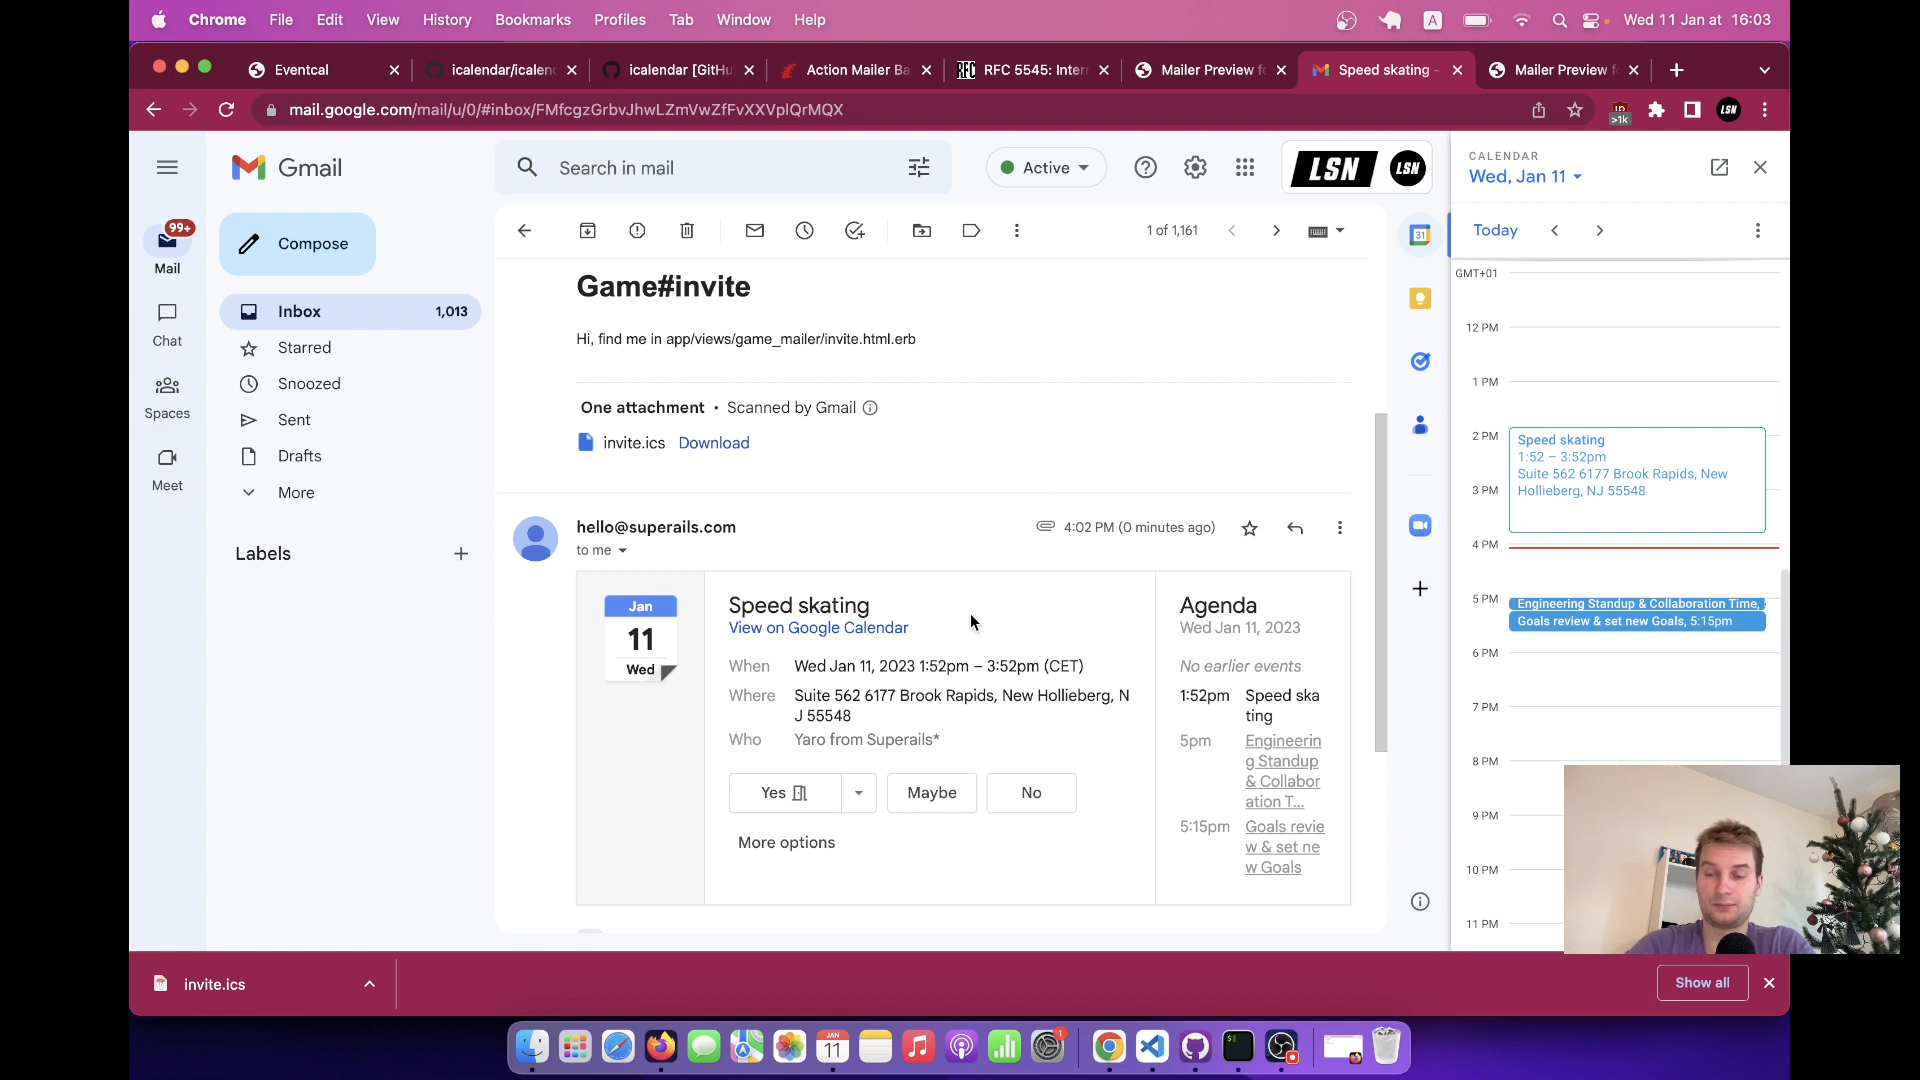 Chrome File Edit View History Bookmarks Profiles Tab Window Help
A
Wed 11 Jan at 16:03
Eventcal
icalendar/icalen
icalendar [GitHu
Action Mailer Ba
RFC
RFC 5545: Inter
Mailer Preview f
Speed skating -
Mailer Preview f
mail.google.com/mail/u/0/#inbox/FMfcgzGrbvJhwLZmVwZfFvXXVplQrMQX
>1k
LSN
Gmail
Search in mail
Active
LSN
LSN
CALENDAR
Wed, Jan 11
99+
Mail
Chat
Spaces
Meet
Compose
Inbox 1,013
Starred
Snoozed
Sent
Drafts
More
Labels
1 of 1,161
Game#invite
Hi, find me in app/views/game_mailer/invite.html.erb
One attachment • Scanned by Gmail
invite.ics Download
hello@superails.com
4:02 PM (0 minutes ago)
to me
Jan
11
Wed
Speed skating
View on Google Calendar
When Wed Jan 11, 2023 1:52pm – 3:52pm (CET)
Where Suite 562 6177 Brook Rapids, New Hollieberg, N
J 55548
Who Yaro from Superails*
Yes
Maybe
No
More options
Agenda
Wed Jan 11, 2023
No earlier events
1:52pm Speed ska
ting
5pm Engineerin
g Standup
& Collabor
ation T...
5:15pm Goals revie
w & set ne
w Goals
31
Today
GMT+01
12 PM
1 PM
2 PM
3 PM
4 PM
5 PM
6 PM
7 PM
8 PM
9 PM
10 PM
11 PM
Speed skating
1:52 – 3:52pm
Suite 562 6177 Brook Rapids, New
Hollieberg, NJ 55548
Engineering Standup & Collaboration Time,
Goals review & set new Goals, 5:15pm
invite.ics
Show all
JAN
11
1